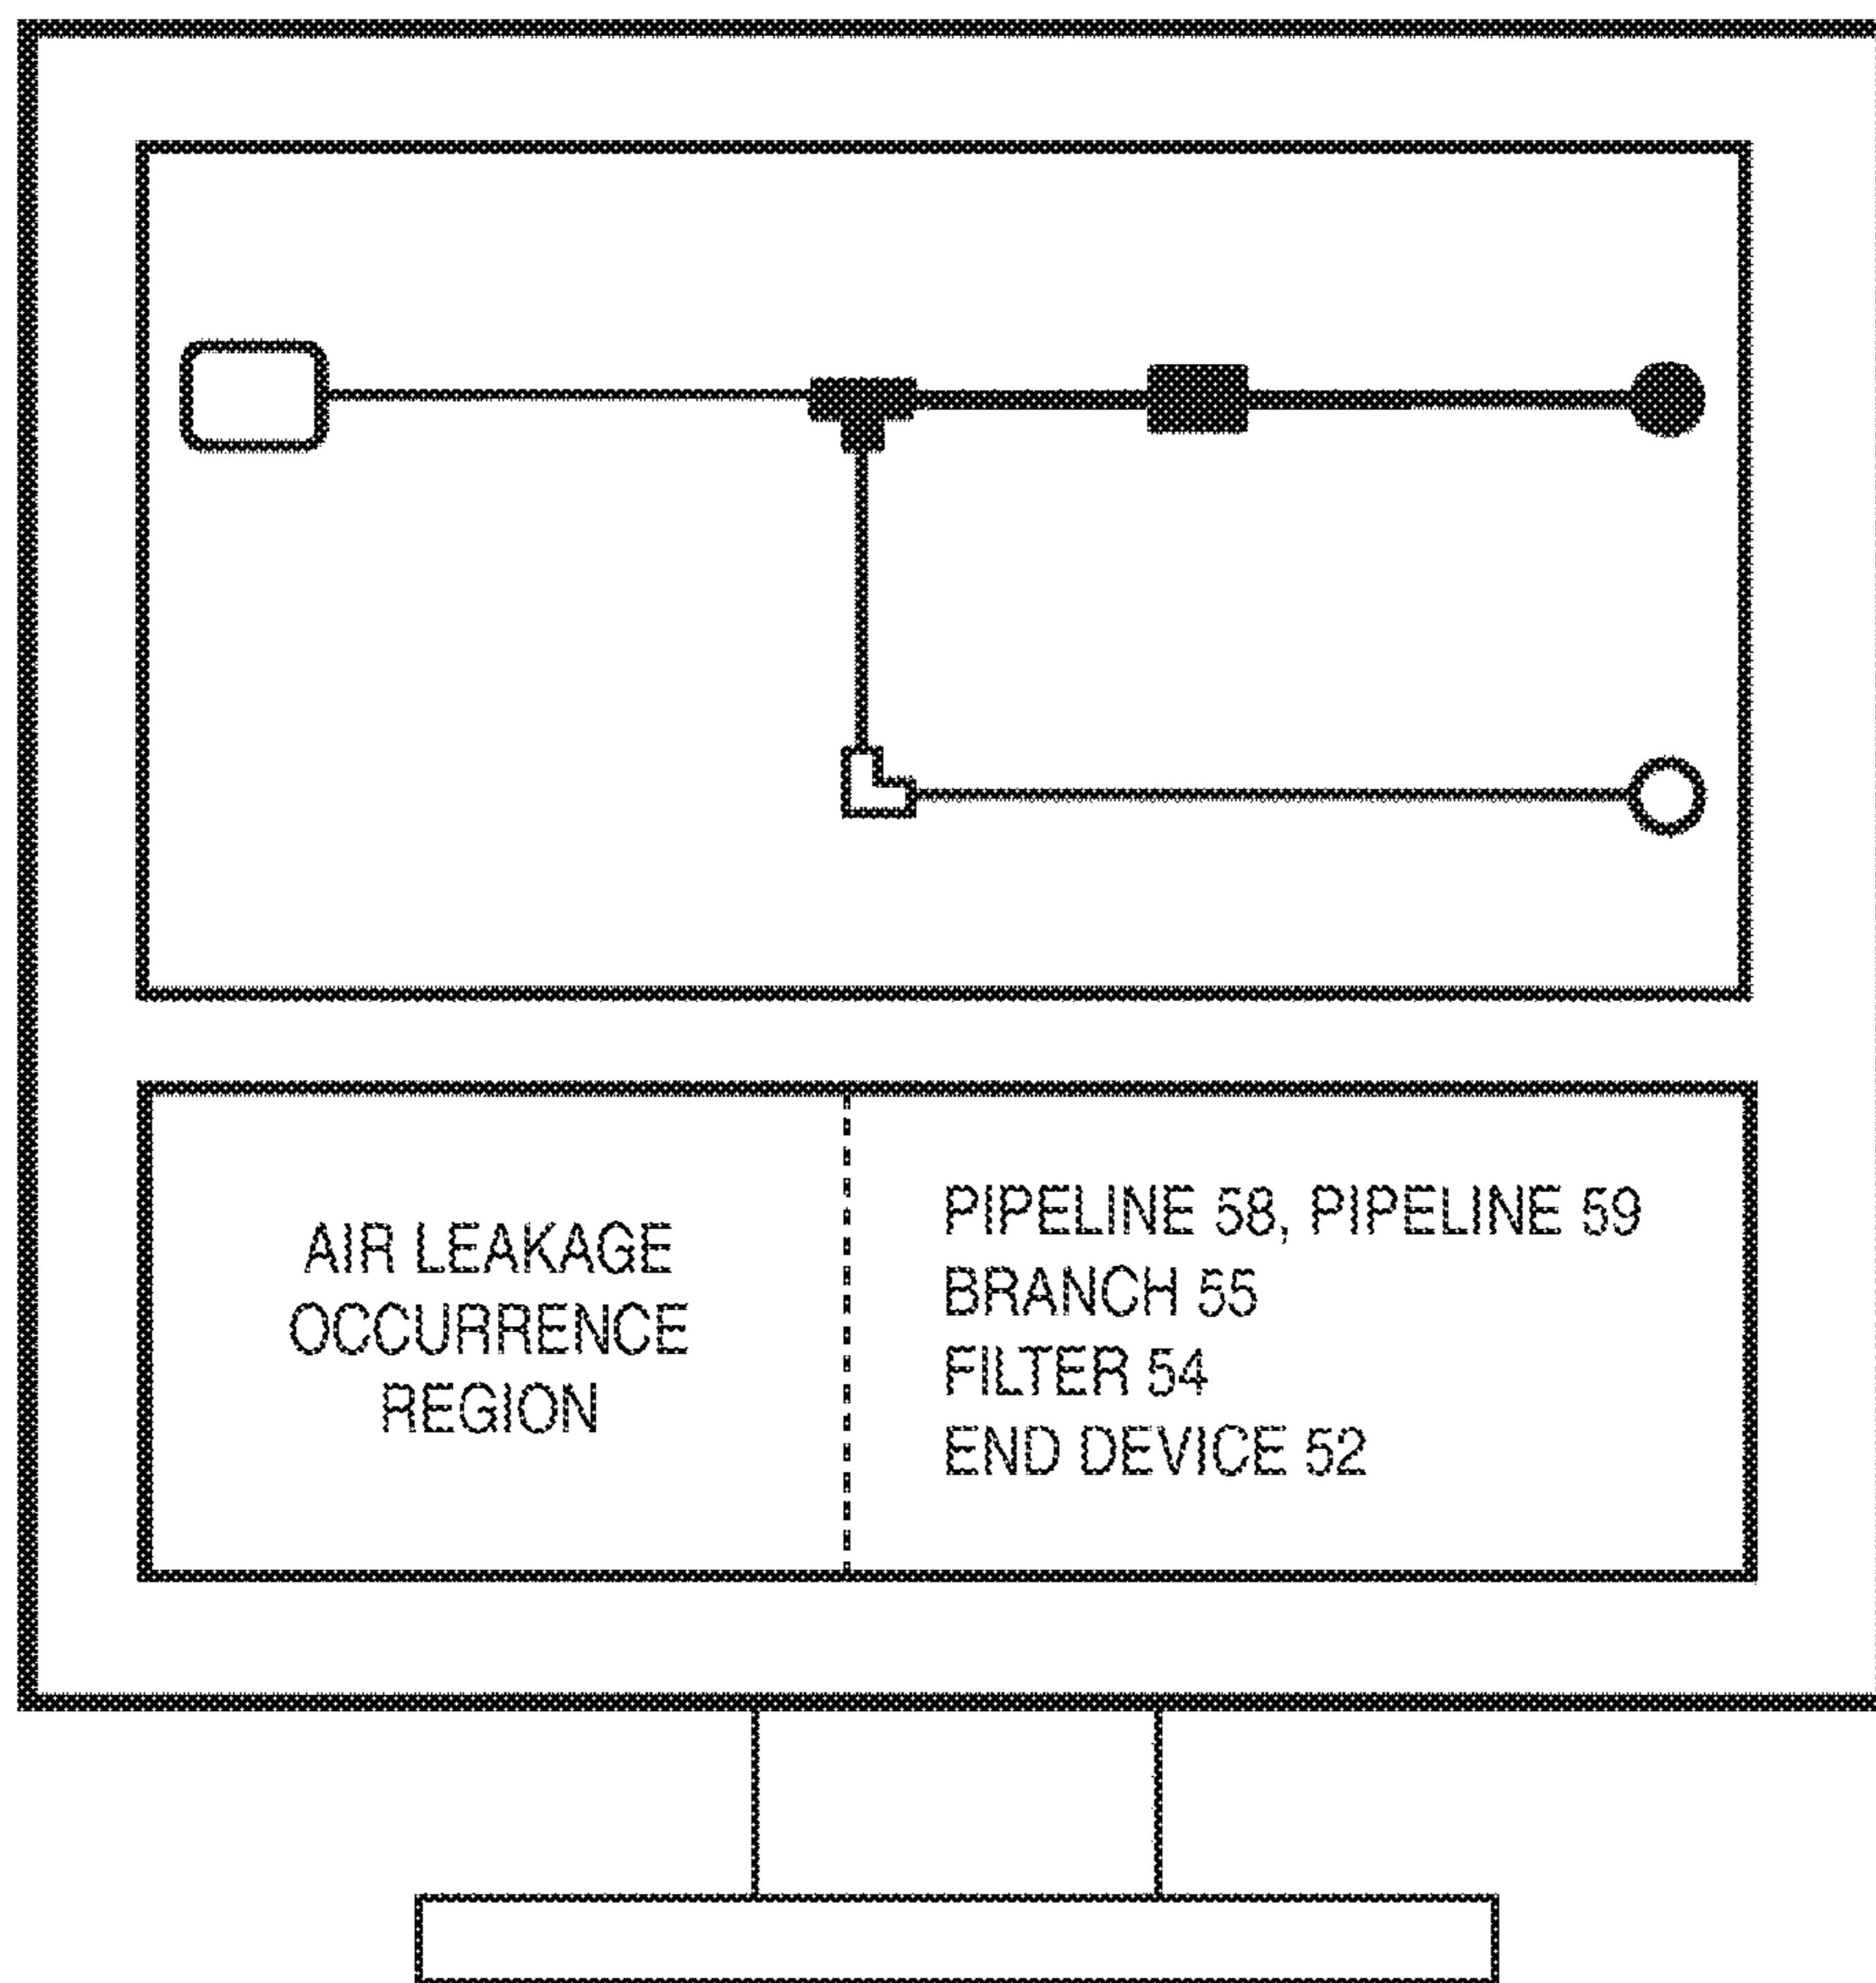 AIR LEAKAGE
OCCURRENCE
REGION
PIPELINE 58, PIPELINE 59
BRANCH 55
FILTER 54
END DEVICE 52